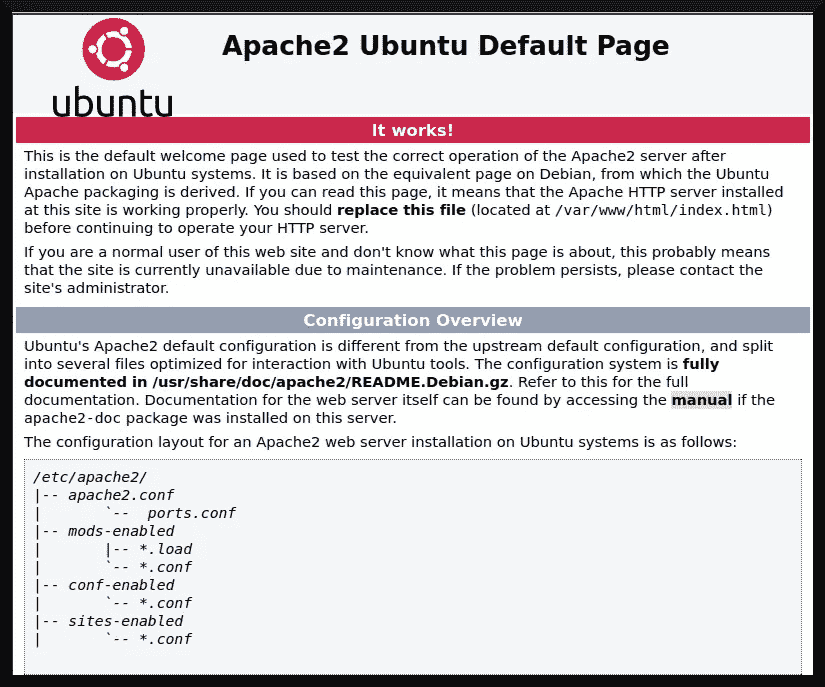 ubuntu
Apache2 Ubuntu Default Page
It works!
This is the default welcome page used to test the correct operation of the Apache2 server after
installation on Ubuntu systems. It is based on the equivalent page on Debian, from which the Ubuntu
Apache packaging is derived. If you can read this page, it means that the Apache HTTP server installed
at this site is working properly. You should replace this file (located at /var/www/html/index.html)
before continuing to operate your HTTP server.
If you are a normal user of this web site and don't know what this page is about, this probably means
that the site is currently unavailable due to maintenance. If the problem persists, please contact the
site's administrator.
Configuration Overview
Ubuntu's Apache2 default configuration is different from the upstream default configuration, and split
into several files optimized for interaction with Ubuntu tools. The configuration system is fully
documented in /usr/share/doc/apache2/README.Debian.gz. Refer to this for the full
documentation. Documentation for the web server itself can be found by accessing the manual if the
apache2-doc package was installed on this server.
The configuration layout for an Apache2 web server installation on Ubuntu systems is as follows:
/etc/apache2/
|-- apache2.conf
|       `--  ports.conf
|-- mods-enabled
|       |-- *.load
|       `-- *.conf
|-- conf-enabled
|       `-- *.conf
|-- sites-enabled
|       `-- *.conf